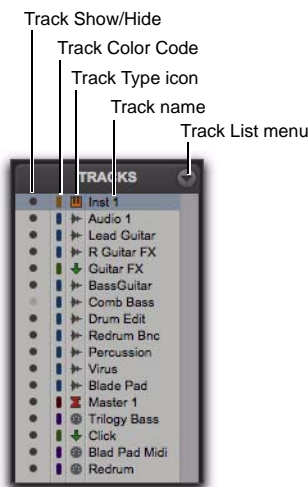 Track Show/Hide
Track Color Code
Track Type icon
Track name
Track List menu
TRACKS
Inst 1
Audio 1
Lead Guitar
R Guitar FX
Guitar FX
BassGuitar
Comb Bass
Drum Edit
Redrum Bnc
Percussion
Virus
Blade Pad
Master 1
Trilogy Bass
Click
Blad Pad Midi
Redrum